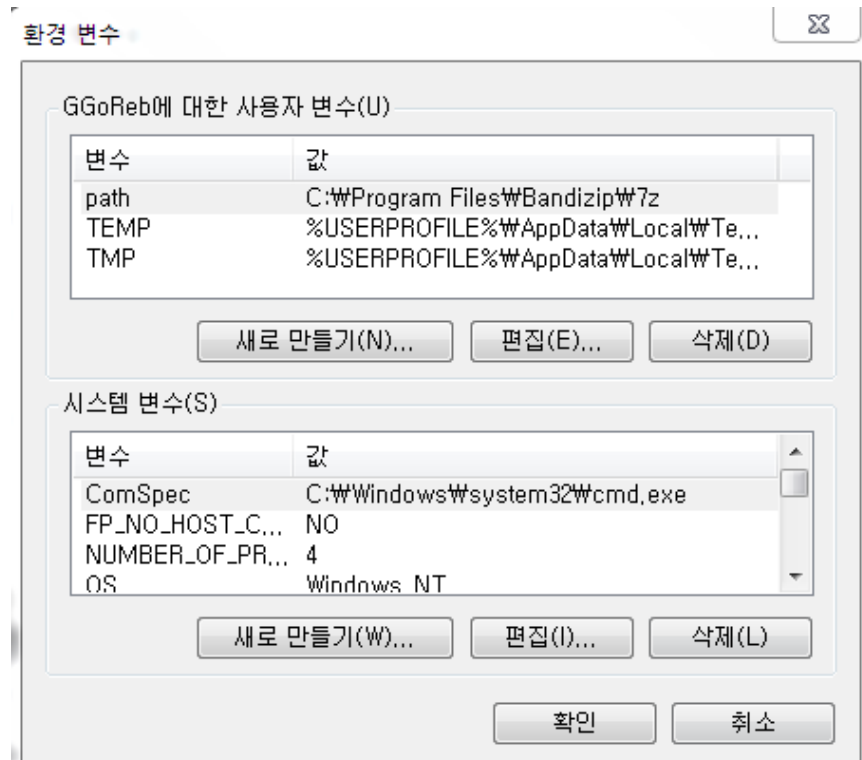 환경 변수
GGoReb에 대한 사용자 변수(U)
변수 값
path C:₩Program Files₩Bandizip₩7z
TEMP %USERPROFILE%₩AppData₩Local₩Te...
TMP %USERPROFILE%₩AppData₩Local₩Te...
새로 만들기(N)... 편집(E)... 삭제(D)
시스템 변수(S)
변수 값
ComSpec C:₩Windows₩system32₩cmd.exe
FP_NO_HOST_C... NO
NUMBER_OF_PR... 4
OS Windows_NT
새로 만들기(W)... 편집(I)... 삭제(L)
확인 취소